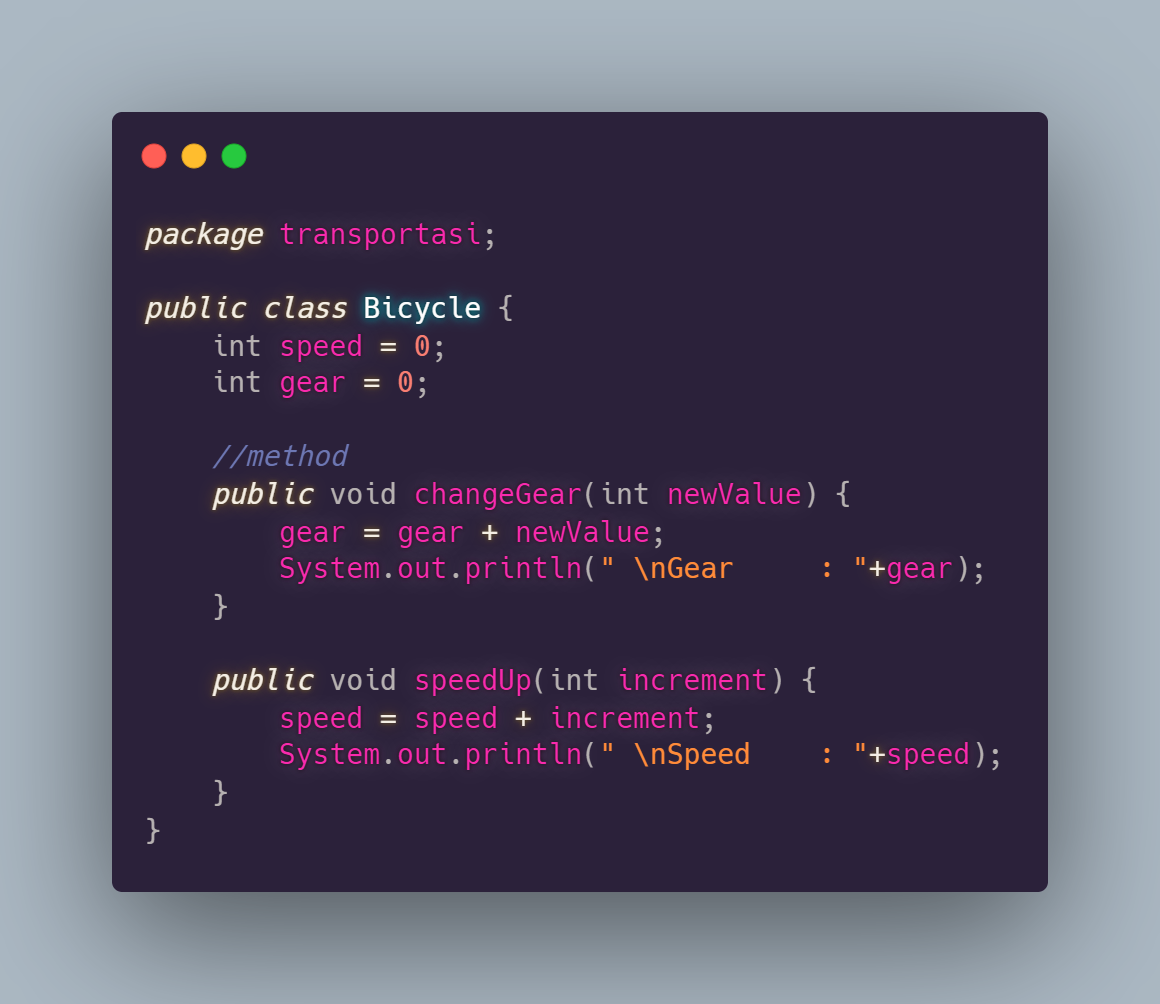 package transportasi;

public class Bicycle {
    int speed = 0;
    int gear = 0;

    //method
    public void changeGear(int newValue) {
        gear = gear + newValue;
        System.out.println(" \nGear     : "+gear);
    }

    public void speedUp(int increment) {
        speed = speed + increment;
        System.out.println(" \nSpeed    : "+speed);
    }
}